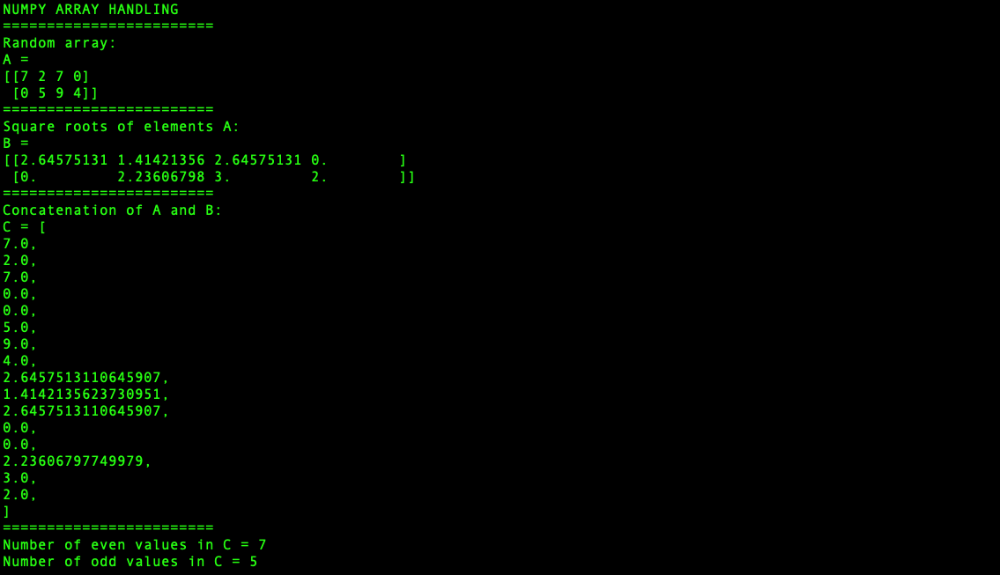 NUMPY ARRAY HANDLING
========================
Random array:
A =
[[7 2 7 0]
 [0 5 9 4]]
========================
Square roots of elements A:
B =
[[2.64575131 1.41421356 2.64575131 0.        ]
 [0.         2.23606798 3.         2.        ]]
========================
Concatenation of A and B:
C = [
7.0,
2.0,
7.0,
0.0,
0.0,
5.0,
9.0,
4.0,
2.6457513110645907,
1.4142135623730951,
2.6457513110645907,
0.0,
0.0,
2.23606797749979,
3.0,
2.0,
]
========================
Number of even values in C = 7
Number of odd values in C = 5